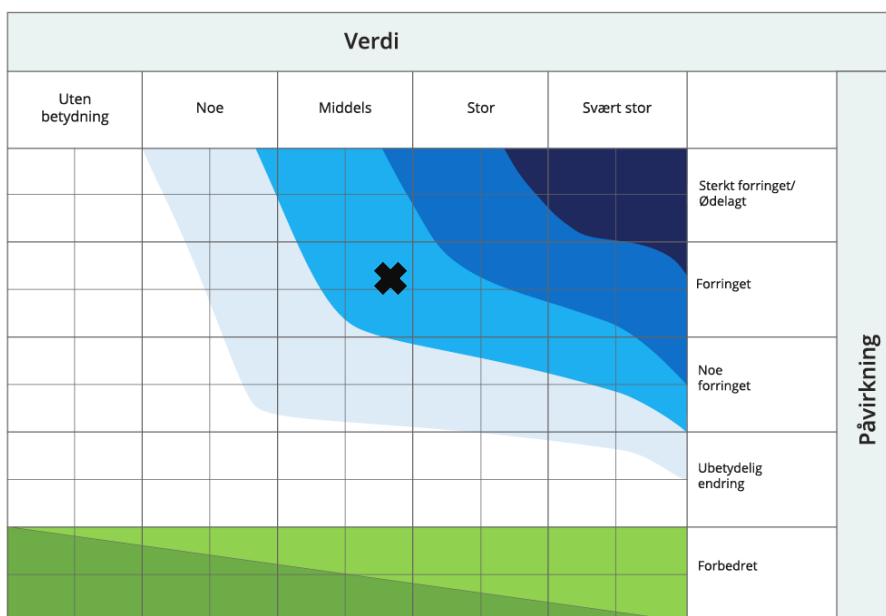 Verdi
Uten
betydning
Noe
Middels
Stor
Svært stor
Sterkt forringet/
Ødelagt
Forringet
Noe
forringet
Ubetydelig
endring
Forbedret
Påvirkning